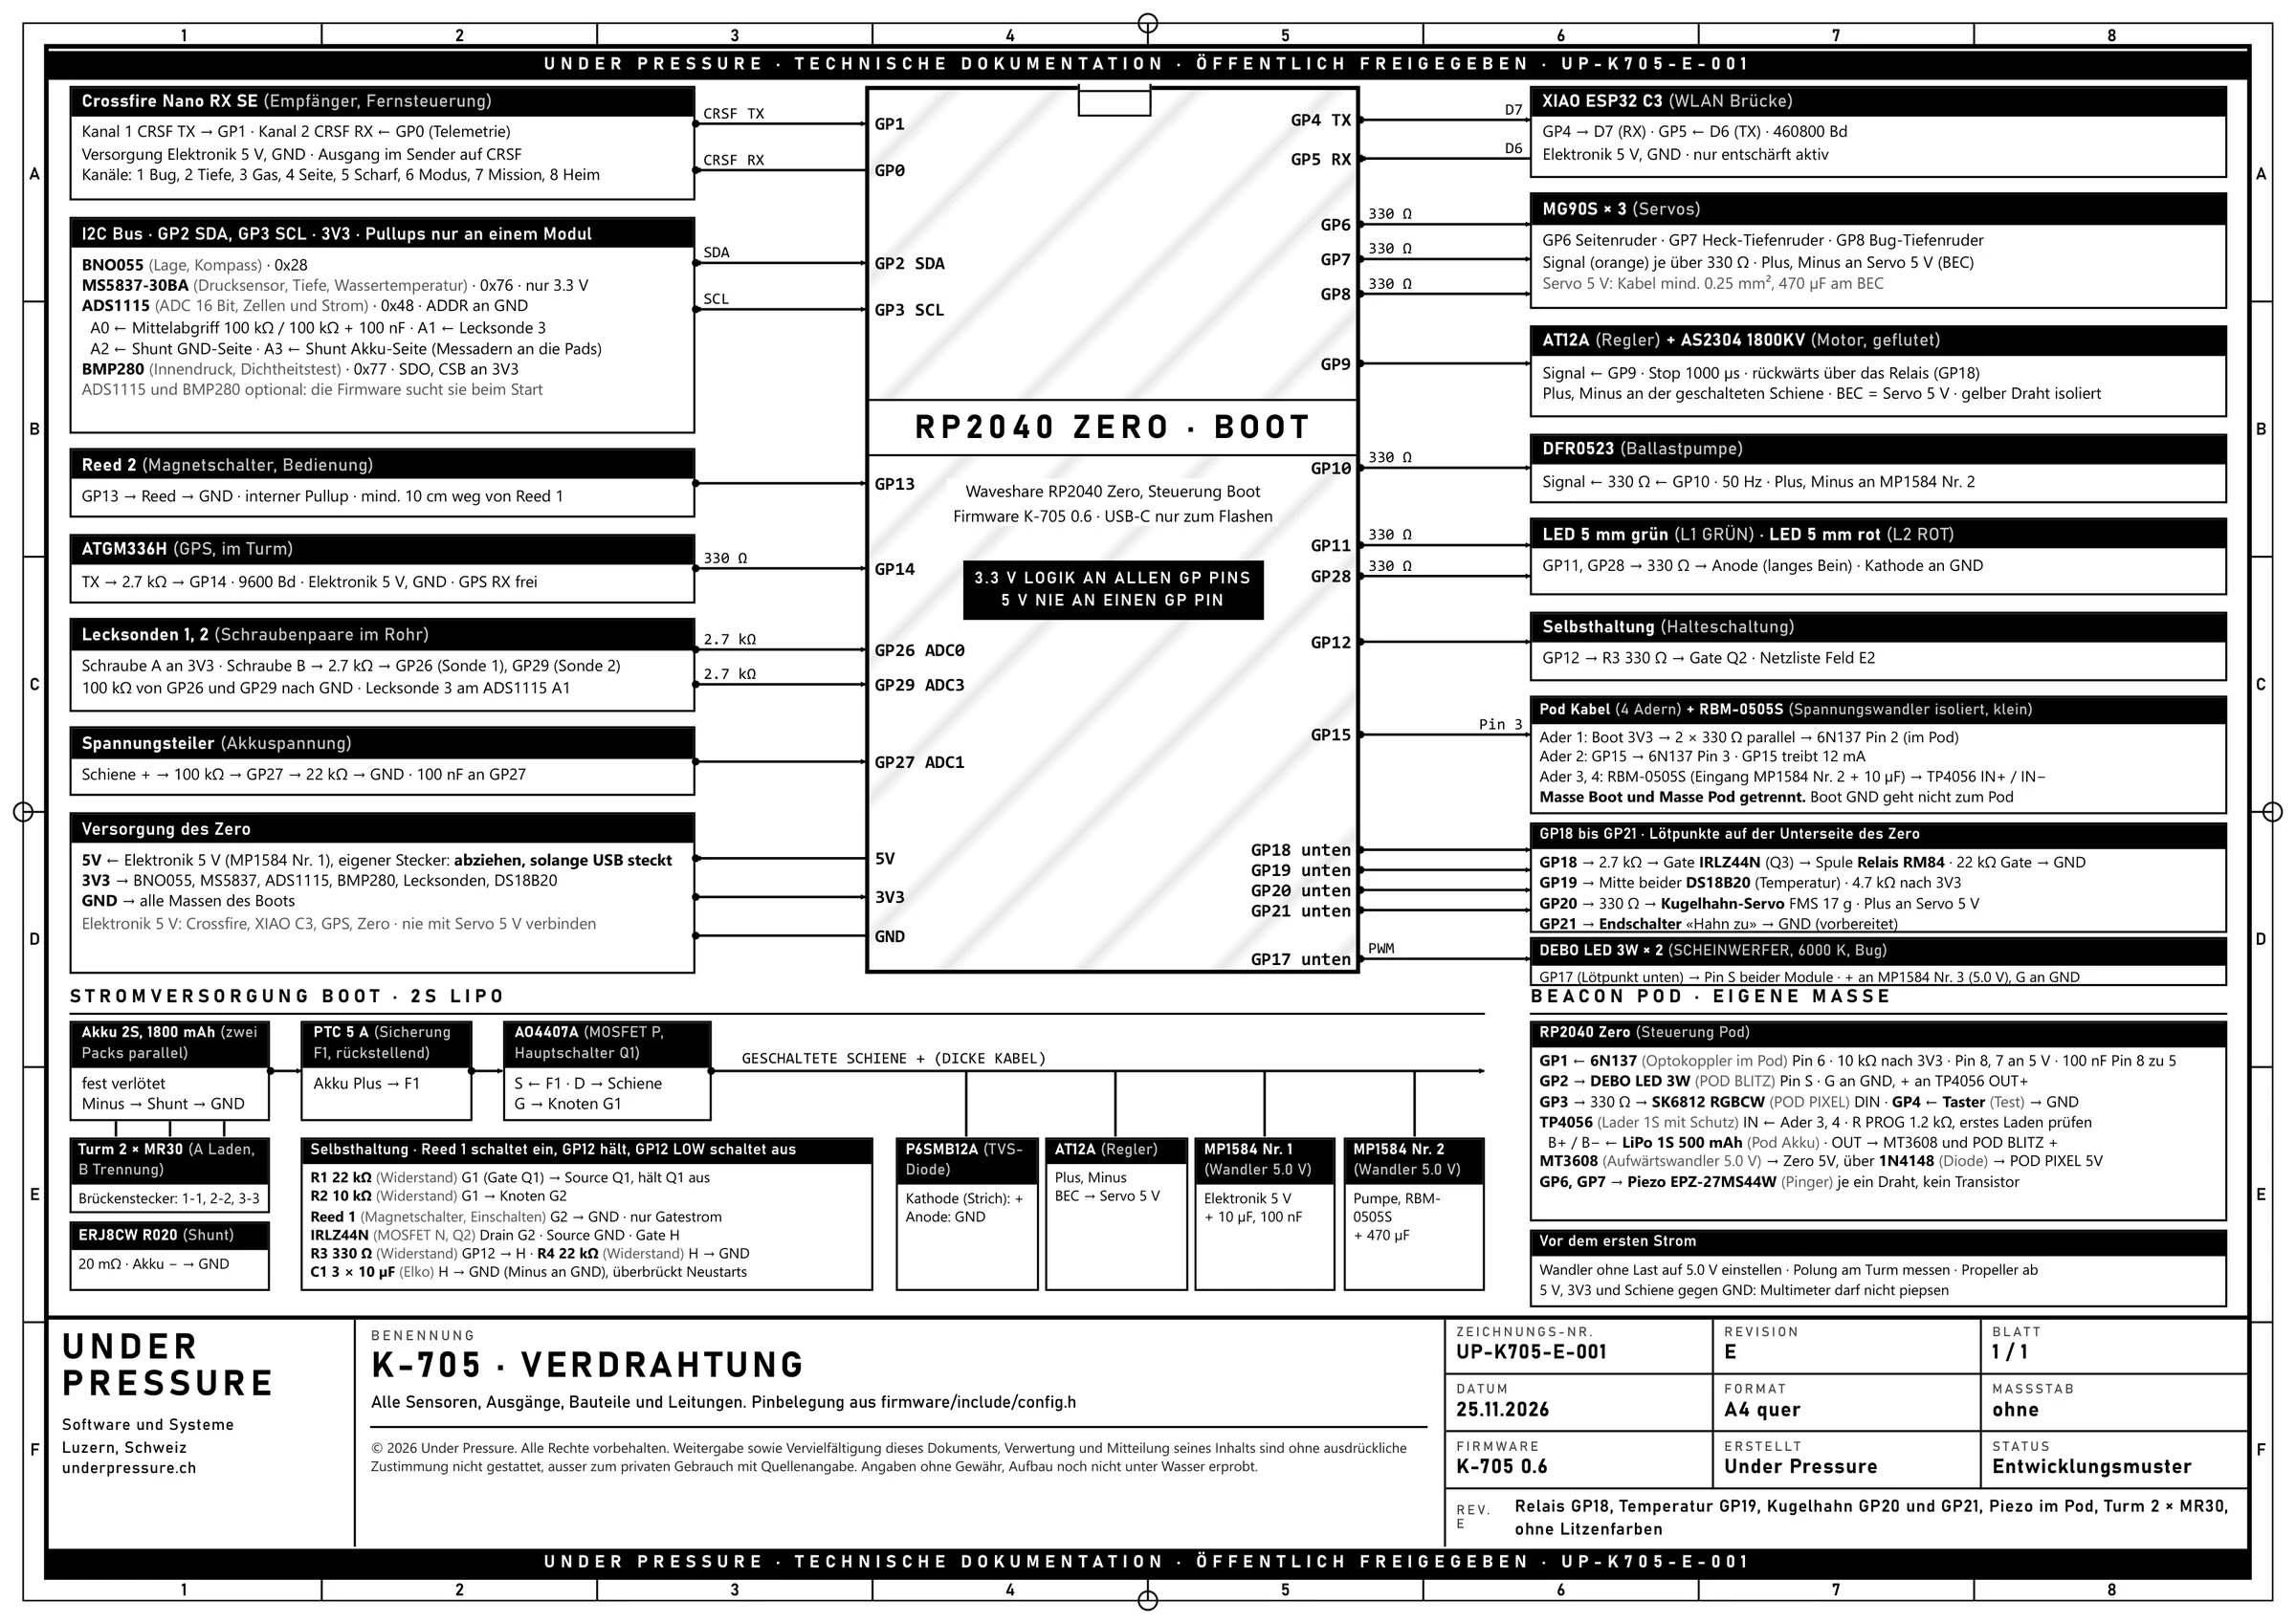 1 2 3 4 5 6 7 8
UNDER PRESSURE · TECHNISCHE DOKUMENTATION · ÖFFENTLICH FREIGEGEBEN · UP-K705-E-001
A
B
C
D
E
F
Crossfire Nano RX SE (Empfänger, Fernsteuerung)
Kanal 1 CRSF TX → GP1 · Kanal 2 CRSF RX ← GP0 (Telemetrie)
Versorgung Elektronik 5 V, GND · Ausgang im Sender auf CRSF
Kanäle: 1 Bug, 2 Tiefe, 3 Gas, 4 Seite, 5 Scharf, 6 Modus, 7 Mission, 8 Heim
I2C Bus · GP2 SDA, GP3 SCL · 3V3 · Pullups nur an einem Modul
BNO055 (Lage, Kompass) · 0x28
MS5837-30BA (Drucksensor, Tiefe, Wassertemperatur) · 0x76 · nur 3.3 V
ADS1115 (ADC 16 Bit, Zellen und Strom) · 0x48 · ADDR an GND
A0 ← Mittelabgriff 100 kΩ / 100 kΩ + 100 nF · A1 ← Lecksonde 3
A2 ← Shunt GND-Seite · A3 ← Shunt Akku-Seite (Messadern an die Pads)
BMP280 (Innendruck, Dichtheitstest) · 0x77 · SDO, CSB an 3V3
ADS1115 und BMP280 optional: die Firmware sucht sie beim Start
Reed 2 (Magnetschalter, Bedienung)
GP13 → Reed → GND · interner Pullup · mind. 10 cm weg von Reed 1
ATGM336H (GPS, im Turm)
TX → 2.7 kΩ → GP14 · 9600 Bd · Elektronik 5 V, GND · GPS RX frei
Lecksonden 1, 2 (Schraubenpaare im Rohr)
Schraube A an 3V3 · Schraube B → 2.7 kΩ → GP26 (Sonde 1), GP29 (Sonde 2)
100 kΩ von GP26 und GP29 nach GND · Lecksonde 3 am ADS1115 A1
Spannungsteiler (Akkuspannung)
Schiene + → 100 kΩ → GP27 → 22 kΩ → GND · 100 nF an GP27
Versorgung des Zero
5V ← Elektronik 5 V (MP1584 Nr. 1), eigener Stecker: abziehen, solange USB steckt
3V3 → BNO055, MS5837, ADS1115, BMP280, Lecksonden, DS18B20
GND → alle Massen des Boots
Elektronik 5 V: Crossfire, XIAO C3, GPS, Zero · nie mit Servo 5 V verbinden
CRSF TX
CRSF RX
SDA
SCL
330 Ω
2.7 kΩ
2.7 kΩ
GP1
GP0
GP2 SDA
GP3 SCL
GP13
GP14
GP26 ADC0
GP29 ADC3
GP27 ADC1
5V
3V3
GND
RP2040 ZERO · BOOT
Waveshare RP2040 Zero, Steuerung Boot
Firmware K-705 0.6 · USB-C nur zum Flashen
3.3 V LOGIK AN ALLEN GP PINS
5 V NIE AN EINEN GP PIN
GP4 TX
GP5 RX
GP6
GP7
GP8
GP9
GP10
GP11
GP28
GP12
GP15
GP18 unten
GP19 unten
GP20 unten
GP21 unten
GP17 unten
D7
D6
330 Ω
330 Ω
330 Ω
330 Ω
330 Ω
330 Ω
Pin 3
PWM
XIAO ESP32 C3 (WLAN Brücke)
GP4 → D7 (RX) · GP5 ← D6 (TX) · 460800 Bd
Elektronik 5 V, GND · nur entschärft aktiv
MG90S × 3 (Servos)
GP6 Seitenruder · GP7 Heck-Tiefenruder · GP8 Bug-Tiefenruder
Signal (orange) je über 330 Ω · Plus, Minus an Servo 5 V (BEC)
Servo 5 V: Kabel mind. 0.25 mm², 470 µF am BEC
AT12A (Regler) + AS2304 1800KV (Motor, geflutet)
Signal ← GP9 · Stop 1000 µs · rückwärts über das Relais (GP18)
Plus, Minus an der geschalteten Schiene · BEC = Servo 5 V · gelber Draht isoliert
DFR0523 (Ballastpumpe)
Signal ← 330 Ω ← GP10 · 50 Hz · Plus, Minus an MP1584 Nr. 2
LED 5 mm grün (L1 GRÜN) · LED 5 mm rot (L2 ROT)
GP11, GP28 → 330 Ω → Anode (langes Bein) · Kathode an GND
Selbsthaltung (Halteschaltung)
GP12 → R3 330 Ω → Gate Q2 · Netzliste Feld E2
Pod Kabel (4 Adern) + RBM-0505S (Spannungswandler isoliert, klein)
Ader 1: Boot 3V3 → 2 × 330 Ω parallel → 6N137 Pin 2 (im Pod)
Ader 2: GP15 → 6N137 Pin 3 · GP15 treibt 12 mA
Ader 3, 4: RBM-0505S (Eingang MP1584 Nr. 2 + 10 µF) → TP4056 IN+ / IN−
Masse Boot und Masse Pod getrennt. Boot GND geht nicht zum Pod
GP18 bis GP21 · Lötpunkte auf der Unterseite des Zero
GP18 → 2.7 kΩ → Gate IRLZ44N (Q3) → Spule Relais RM84 · 22 kΩ Gate → GND
GP19 → Mitte beider DS18B20 (Temperatur) · 4.7 kΩ nach 3V3
GP20 → 330 Ω → Kugelhahn-Servo FMS 17 g · Plus an Servo 5 V
GP21 → Endschalter «Hahn zu» → GND (vorbereitet)
DEBO LED 3W × 2 (SCHEINWERFER, 6000 K, Bug)
GP17 (Lötpunkt unten) → Pin S beider Module · + an MP1584 Nr. 3 (5.0 V), G an GND
STROMVERSORGUNG BOOT · 2S LIPO
Akku 2S, 1800 mAh (zwei
Packs parallel)
fest verlötet
Minus → Shunt → GND
PTC 5 A (Sicherung
F1, rückstellend)
Akku Plus → F1
AO4407A (MOSFET P,
Hauptschalter Q1)
S ← F1 · D → Schiene
G → Knoten G1
GESCHALTETE SCHIENE + (DICKE KABEL)
Turm 2 × MR30 (A Laden,
B Trennung)
Brückenstecker: 1-1, 2-2, 3-3
ERJ8CW R020 (Shunt)
20 mΩ · Akku − → GND
Selbsthaltung · Reed 1 schaltet ein, GP12 hält, GP12 LOW schaltet aus
R1 22 kΩ (Widerstand) G1 (Gate Q1) → Source Q1, hält Q1 aus
R2 10 kΩ (Widerstand) G1 → Knoten G2
Reed 1 (Magnetschalter, Einschalten) G2 → GND · nur Gatestrom
IRLZ44N (MOSFET N, Q2) Drain G2 · Source GND · Gate H
R3 330 Ω (Widerstand) GP12 → H · R4 22 kΩ (Widerstand) H → GND
C1 3 × 10 µF (Elko) H → GND (Minus an GND), überbrückt Neustarts
P6SMB12A (TVS-
Diode)
Kathode (Strich): +
Anode: GND
AT12A (Regler)
Plus, Minus
BEC → Servo 5 V
MP1584 Nr. 1
(Wandler 5.0 V)
Elektronik 5 V
+ 10 µF, 100 nF
MP1584 Nr. 2
(Wandler 5.0 V)
Pumpe, RBM-
0505S
+ 470 µF
BEACON POD · EIGENE MASSE
RP2040 Zero (Steuerung Pod)
GP1 ← 6N137 (Optokoppler im Pod) Pin 6 · 10 kΩ nach 3V3 · Pin 8, 7 an 5 V · 100 nF Pin 8 zu 5
GP2 → DEBO LED 3W (POD BLITZ) Pin S · G an GND, + an TP4056 OUT+
GP3 → 330 Ω → SK6812 RGBCW (POD PIXEL) DIN · GP4 ← Taster (Test) → GND
TP4056 (Lader 1S mit Schutz) IN ← Ader 3, 4 · R PROG 1.2 kΩ, erstes Laden prüfen
B+ / B− ← LiPo 1S 500 mAh (Pod Akku) · OUT → MT3608 und POD BLITZ +
MT3608 (Aufwärtswandler 5.0 V) → Zero 5V, über 1N4148 (Diode) → POD PIXEL 5V
GP6, GP7 → Piezo EPZ-27MS44W (Pinger) je ein Draht, kein Transistor
Vor dem ersten Strom
Wandler ohne Last auf 5.0 V einstellen · Polung am Turm messen · Propeller ab
5 V, 3V3 und Schiene gegen GND: Multimeter darf nicht piepsen
UNDER
PRESSURE
Software und Systeme
Luzern, Schweiz
underpressure.ch
BENENNUNG
K-705 · VERDRAHTUNG
Alle Sensoren, Ausgänge, Bauteile und Leitungen. Pinbelegung aus firmware/include/config.h
© 2026 Under Pressure. Alle Rechte vorbehalten. Weitergabe sowie Vervielfältigung dieses Dokuments, Verwertung und Mitteilung seines Inhalts sind ohne ausdrückliche
Zustimmung nicht gestattet, ausser zum privaten Gebrauch mit Quellenangabe. Angaben ohne Gewähr, Aufbau noch nicht unter Wasser erprobt.
ZEICHNUNGS-NR.
UP-K705-E-001
REVISION
E
BLATT
1 / 1
DATUM
25.11.2026
FORMAT
A4 quer
MASSSTAB
ohne
FIRMWARE
K-705 0.6
ERSTELLT
Under Pressure
STATUS
Entwicklungsmuster
REV.
E
Relais GP18, Temperatur GP19, Kugelhahn GP20 und GP21, Piezo im Pod, Turm 2 × MR30,
ohne Litzenfarben
A
B
C
D
E
F
UNDER PRESSURE · TECHNISCHE DOKUMENTATION · ÖFFENTLICH FREIGEGEBEN · UP-K705-E-001
1 2 3 4 5 6 7 8